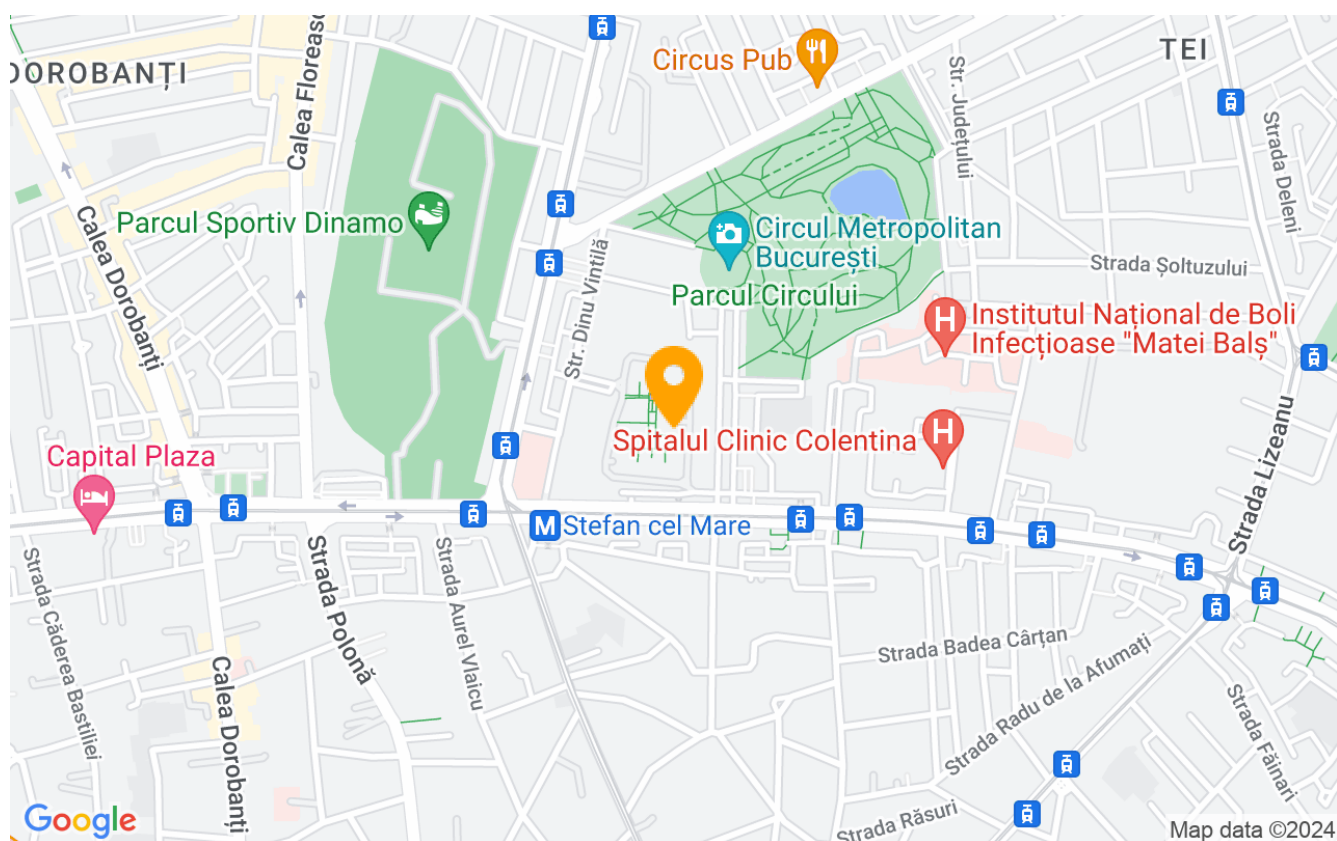 DOROBANȚI
Calea Floreasc
Circus Pub
TEI
Str. Județului
Strada Deleni
Parcul Sportiv Dinamo
Calea Dorobanți
Str. Dinu Vintilă
Circul Metropolitan
București
Parcul Circului
Strada Șoltuzului
H
Institutul Național de Boli
Infecțioase "Matei Balș"
Spitalul Clinic Colentina
H
Strada Lizeanu
Capital Plaza
M Stefan cel Mare
Strada Căderea Bastiliei
Calea Dorobanți
Strada Polonă
Strada Aurel Vlaicu
Strada Badea Cârțan
Strada Radu de la Afumați
Strada Făinari
Strada Răsuri
Google
Map data ©2024